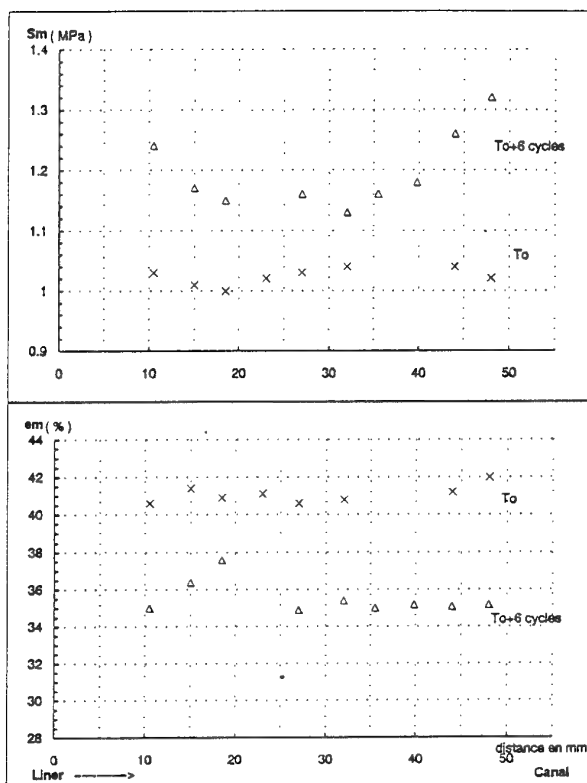 Sm ( MPa)
1.4
1.3
To+6 cycles
1.2
1.1
To
1
0.9
0 10 20 30 40 50
em ( %)
44
42
To
40
38
36
To+6 cycles
34
32
30
distance en mm
28
0 10 20 30 40 50
Liner Canal